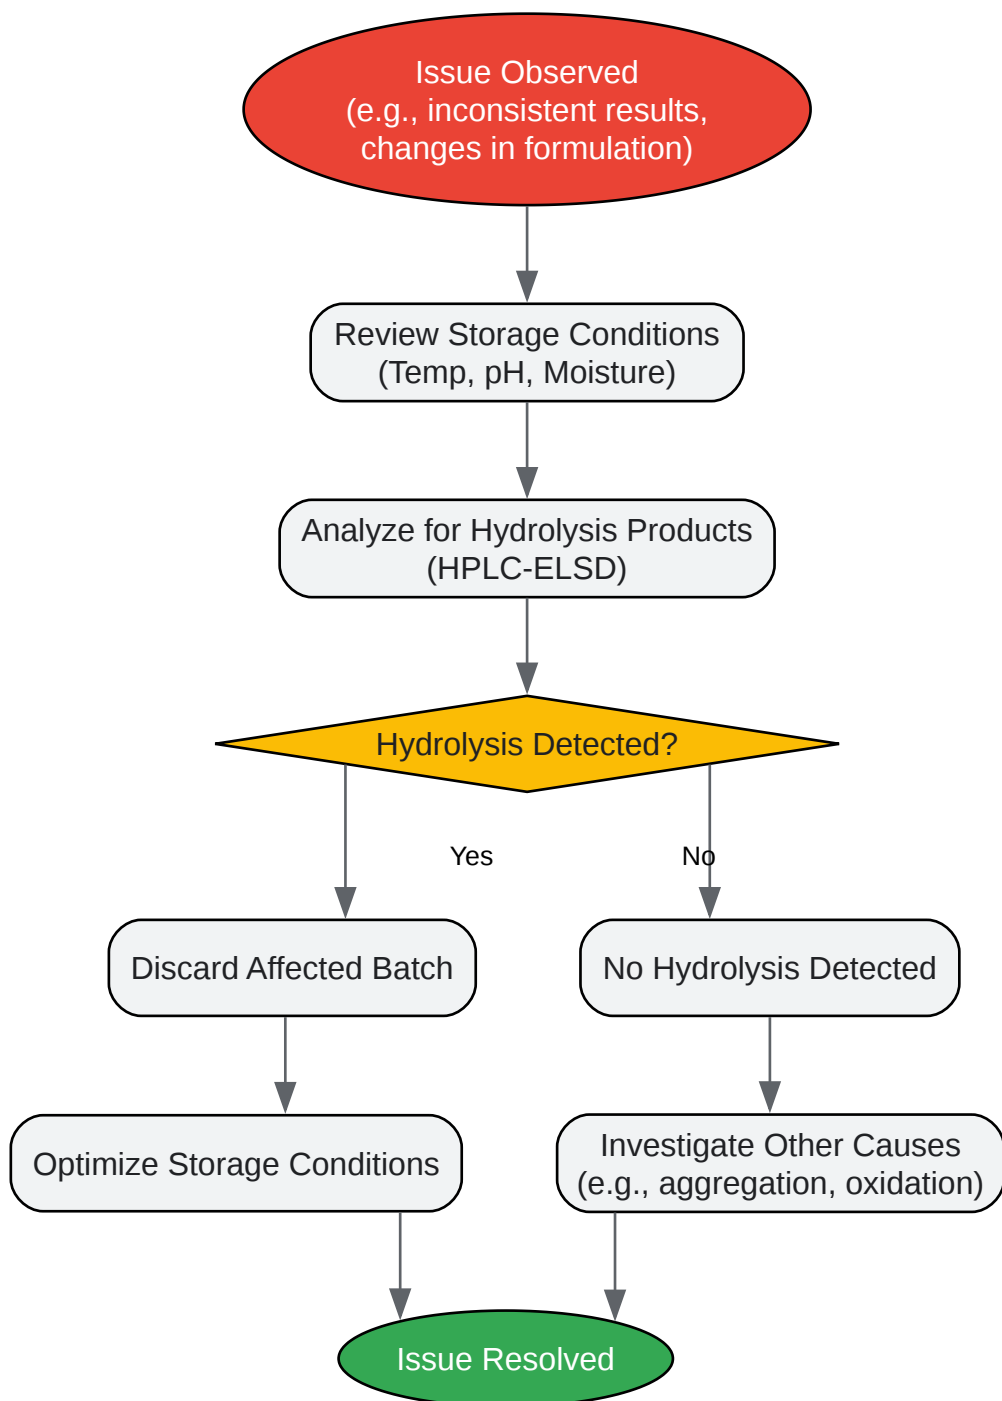 Issue Observed
(e.g., inconsistent results,
changes in formulation)
Review Storage Conditions
(Temp, pH, Moisture)
Analyze for Hydrolysis Products
(HPLC-ELSD)
Hydrolysis Detected?
Yes
No
Discard Affected Batch
No Hydrolysis Detected
Optimize Storage Conditions
Investigate Other Causes
(e.g., aggregation, oxidation)
Issue Resolved